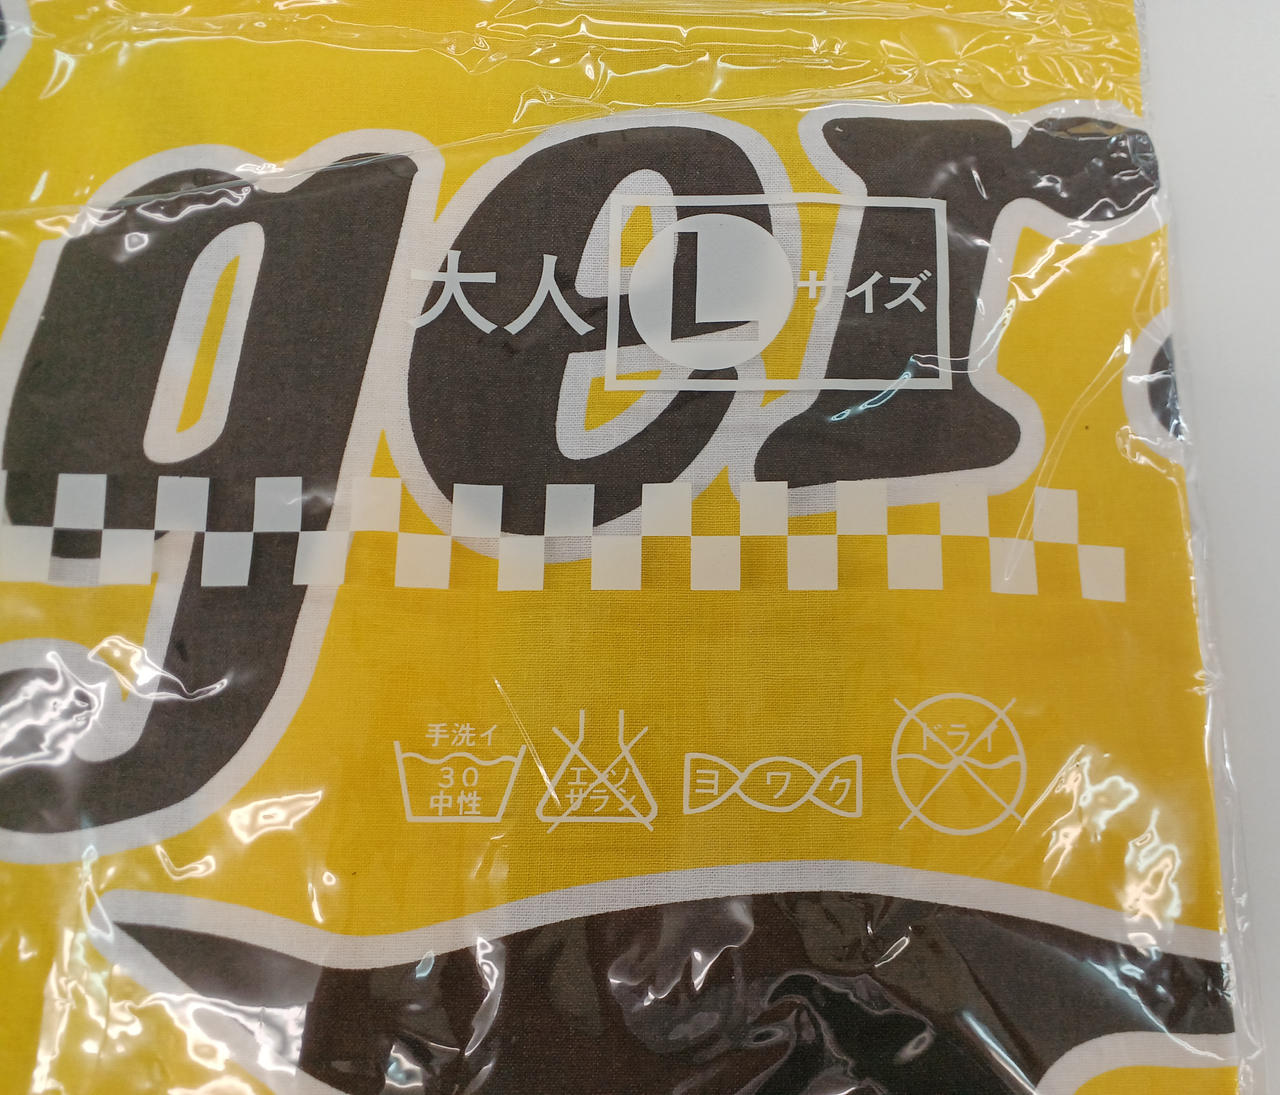 ger
大人 L サイズ
手洗イ
30
中性
エンソ
サラシ
ヨワク
ドライ